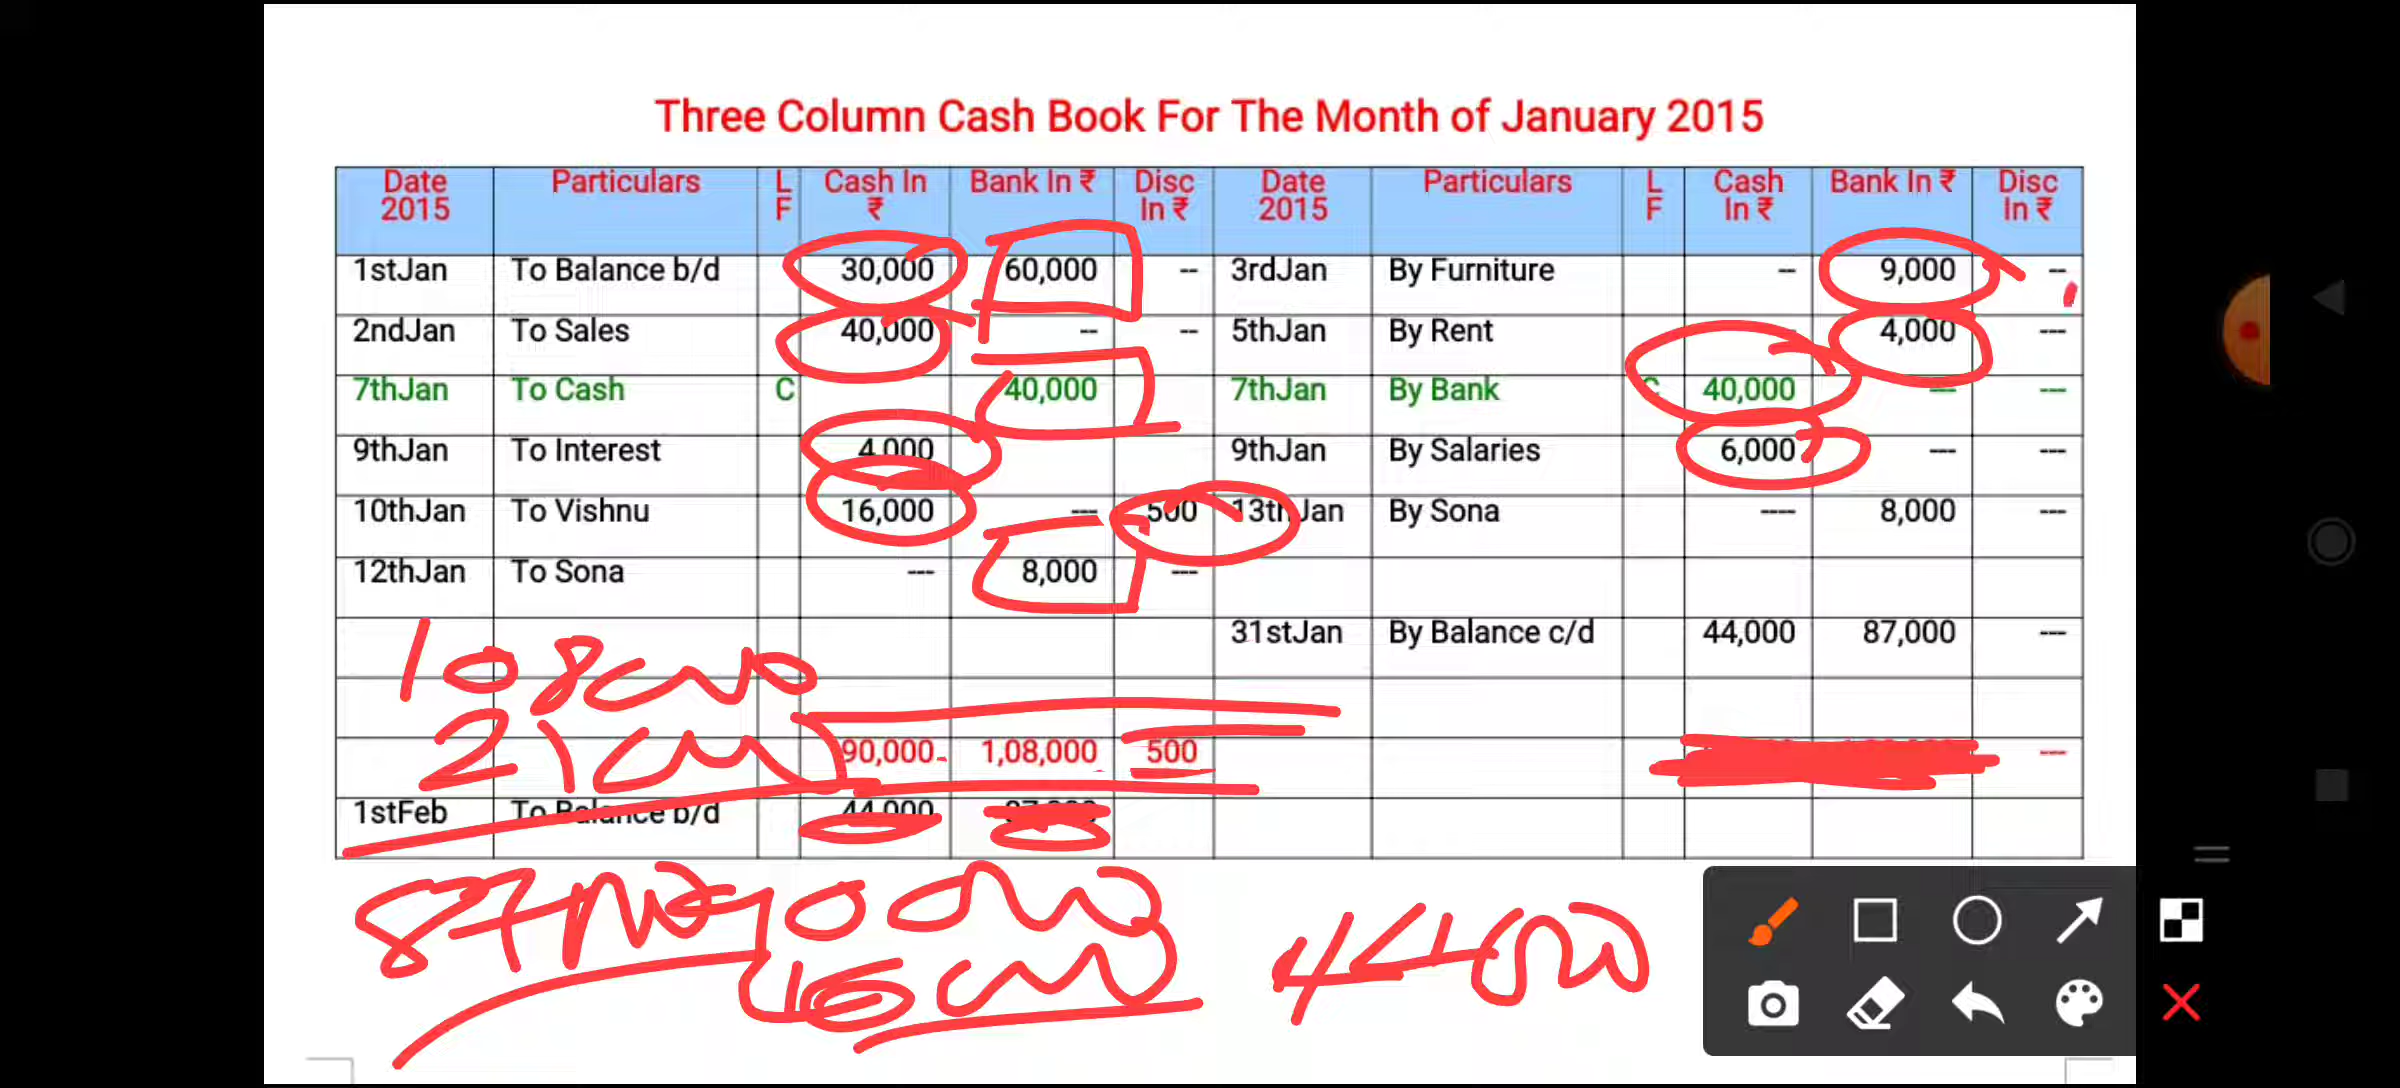 Three Column Cash Book For The Month of January 2015
Date 2015 Particulars L F Cash In ₹ Bank In ₹ Disc In ₹ Date 2015 Particulars L F Cash In ₹ Bank In ₹ Disc In ₹
1stJan To Balance b/d 30,000 60,000 -- 3rdJan By Furniture -- 9,000 --
2ndJan To Sales 40,000 -- -- 5thJan By Rent 4,000 ---
7thJan To Cash C 40,000 7thJan By Bank C 40,000 --- ---
9thJan To Interest 4,000 9thJan By Salaries 6,000 --- ---
10thJan To Vishnu 16,000 --- 500 13thJan By Sona ---- 8,000 ---
12thJan To Sona --- 8,000 ---
31stJan By Balance c/d 44,000 87,000 ---
90,000 1,08,000 500 ---
1stFeb To Balance b/d 44,000